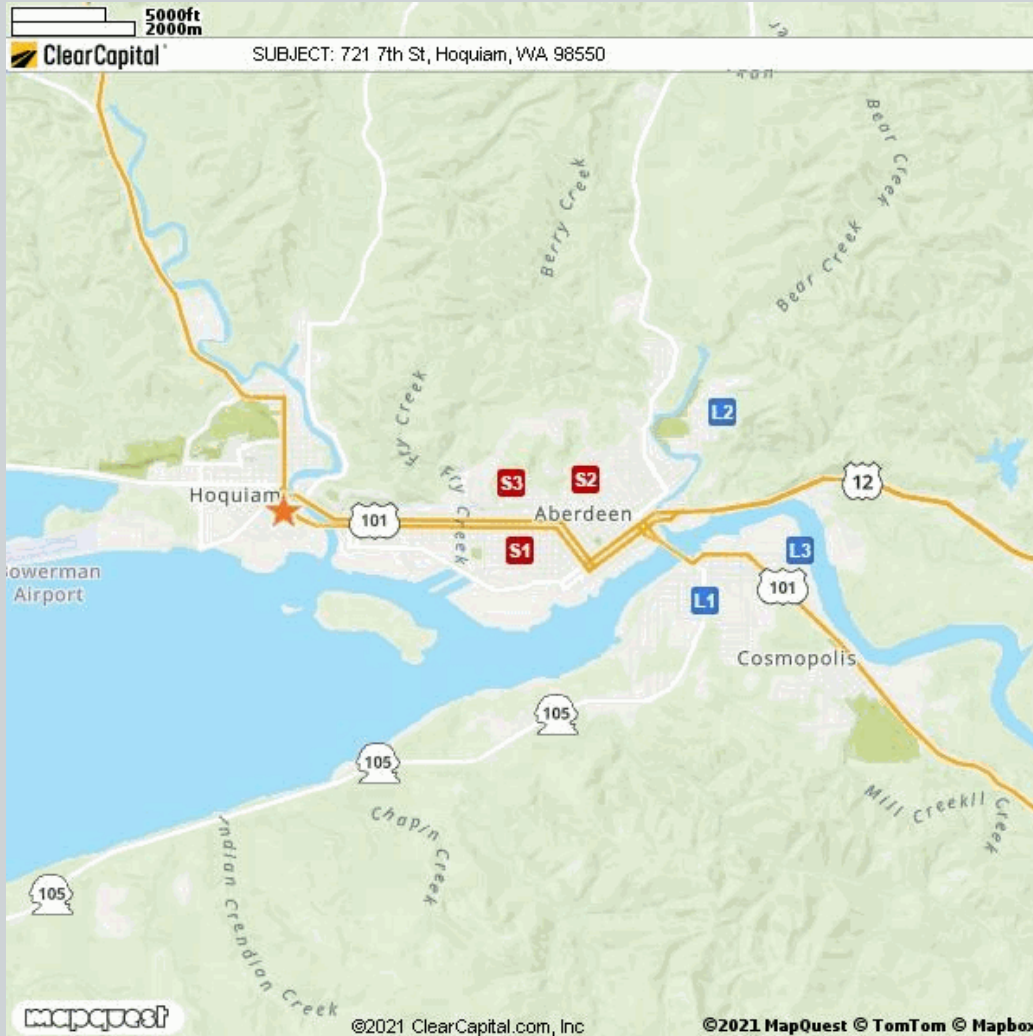 5000ft
2000m
ClearCapital
SUBJECT: 721 7th St, Hoquiam, WA 98550
Bear Creek
Berry Creek
Bear Creek
Fry Creek
L2
Fry Creek
S3
S2
12
Hoquiam
101
Aberdeen
S1
L3
Bowerman
Airport
101
L1
Cosmopolis
105
105
Mill Creekll Creek
Chapin Creek
Indian Crendian Creek
105
mapquest
©2021 ClearCapital.com, Inc
©2021 MapQuest © TomTom © Mapbox